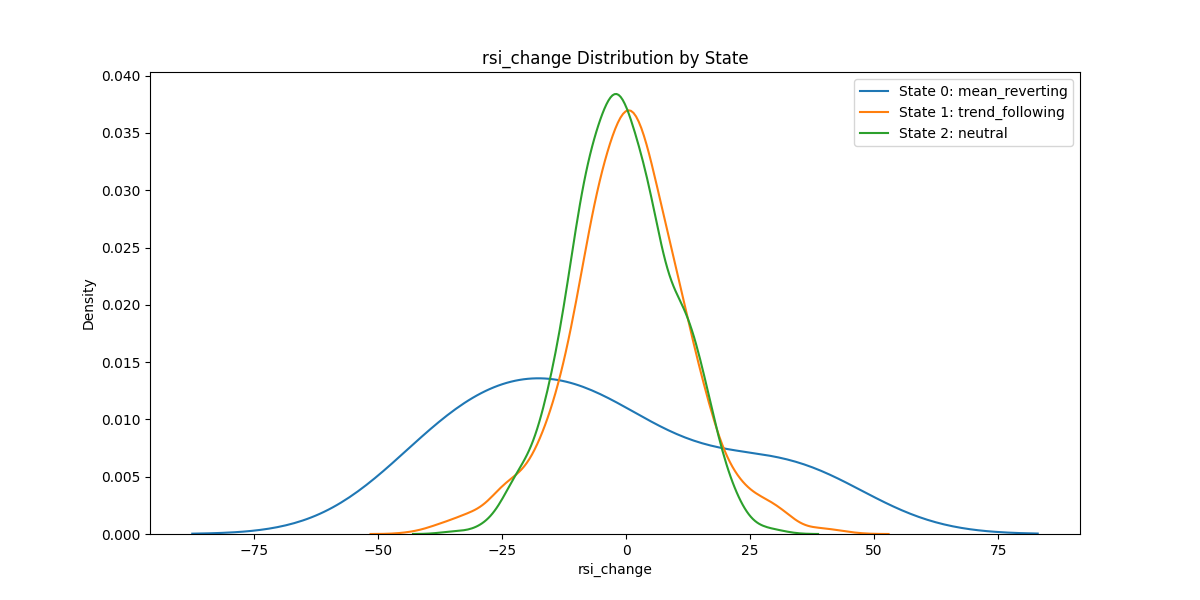 rsi_change Distribution by State
State 0: mean_reverting
State 1: trend_following
State 2: neutral
Density
0.040
0.035
0.030
0.025
0.020
0.015
0.010
0.005
0.000
−75
−50
−25
0
25
50
75
rsi_change